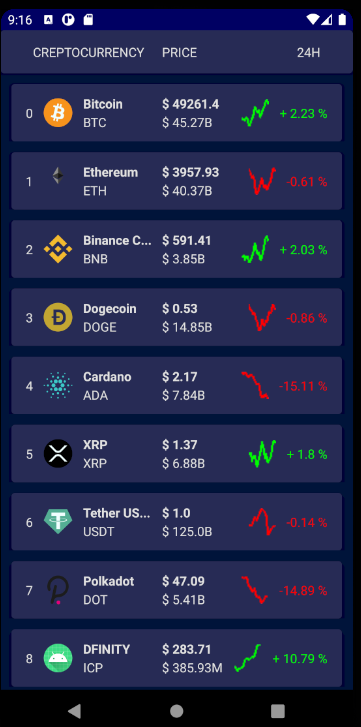 9:16
CREPTOCURRENCY PRICE 24H
0 Bitcoin $ 49261.4 + 2.23 %
BTC $ 45.27B
1 Ethereum $ 3957.93 -0.61 %
ETH $ 40.37B
2 Binance C... $ 591.41 + 2.03 %
BNB $ 3.85B
3 Dogecoin $ 0.53 -0.86 %
DOGE $ 14.85B
4 Cardano $ 2.17 -15.11 %
ADA $ 7.84B
5 XRP $ 1.37 + 1.8 %
XRP $ 6.88B
6 Tether US... $ 1.0 -0.14 %
USDT $ 125.0B
7 Polkadot $ 47.09 -14.89 %
DOT $ 5.41B
8 DFINITY $ 283.71 + 10.79 %
ICP $ 385.93M